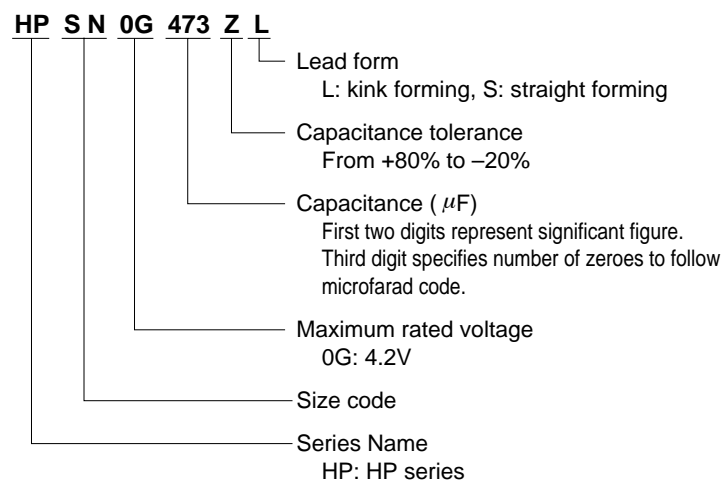 HP S N 0G 473 Z L
Lead form
L: kink forming, S: straight forming
Capacitance tolerance
From +80% to –20%
Capacitance ( μF)
First two digits represent significant figure.
Third digit specifies number of zeroes to follow
microfarad code.
Maximum rated voltage
0G: 4.2V
Size code
Series Name
HP: HP series